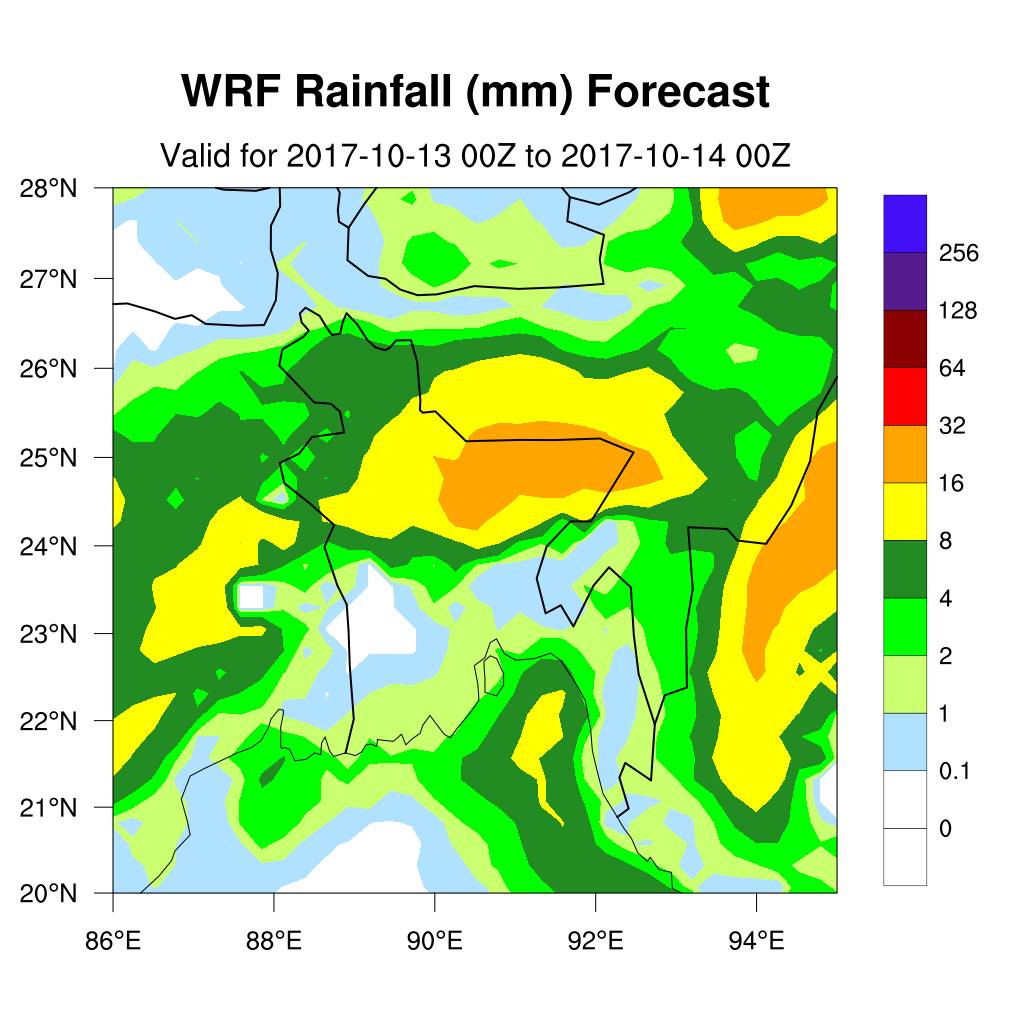 WRF Rainfall (mm) Forecast
Valid for 2017-10-13 00Z to 2017-10-14 00Z
28°N
27°N
26°N
25°N
24°N
23°N
22°N
21°N
20°N
86°E 88°E 90°E 92°E 94°E
256
128
64
32
16
8
4
2
1
0.1
0